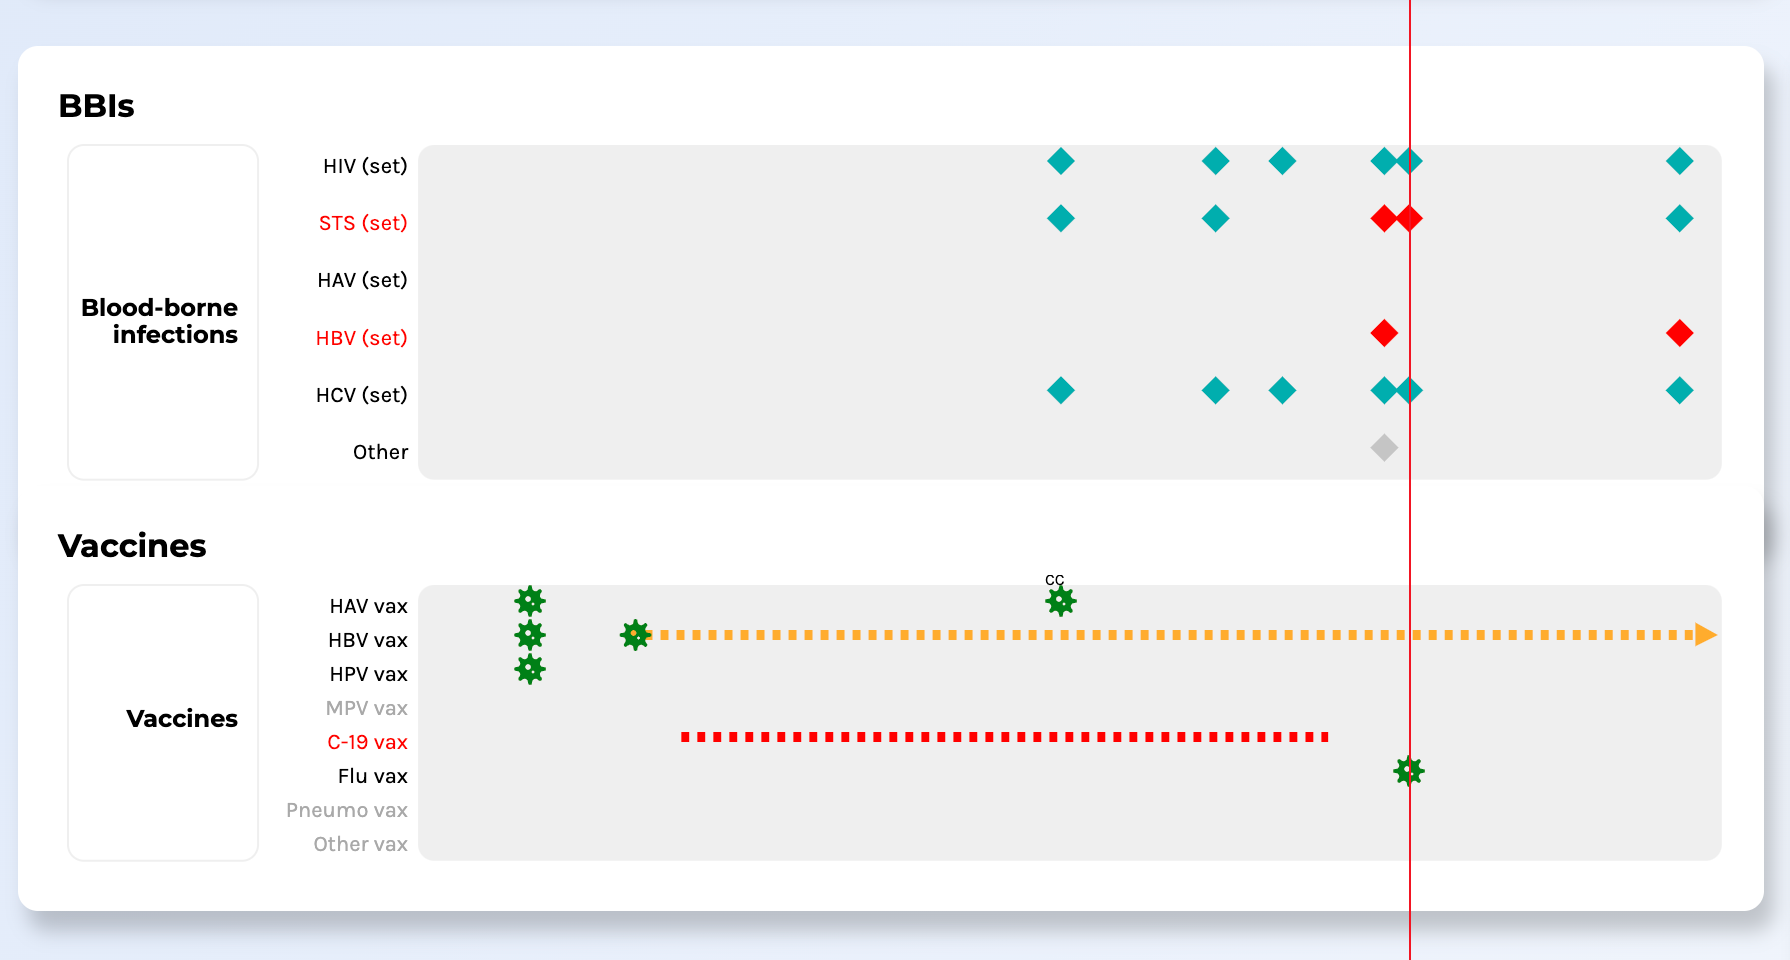 BBIs
Blood-borne
infections
HIV (set)
STS (set)
HAV (set)
HBV (set)
HCV (set)
Other
Vaccines
Vaccines
cc
HAV vax
HBV vax
HPV vax
MPV vax
C-19 vax
Flu vax
Pneumo vax
Other vax